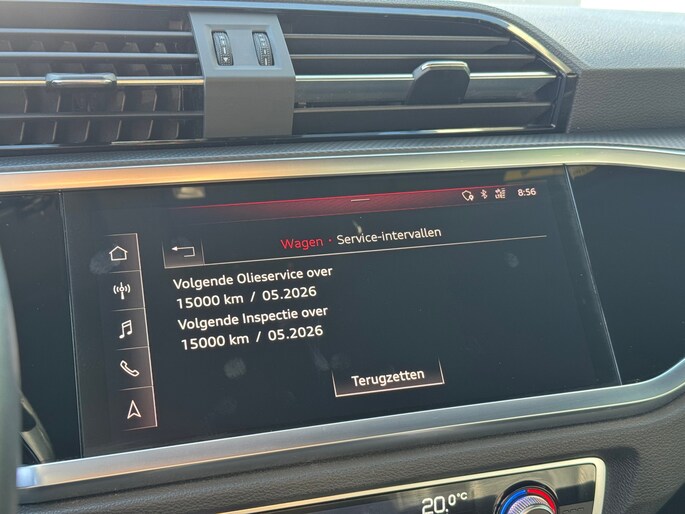 8:56
Wagen · Service-intervallen
Volgende Olieservice over
15000 km / 05.2026
Volgende Inspectie over
15000 km / 05.2026
Terugzetten
20.0°C